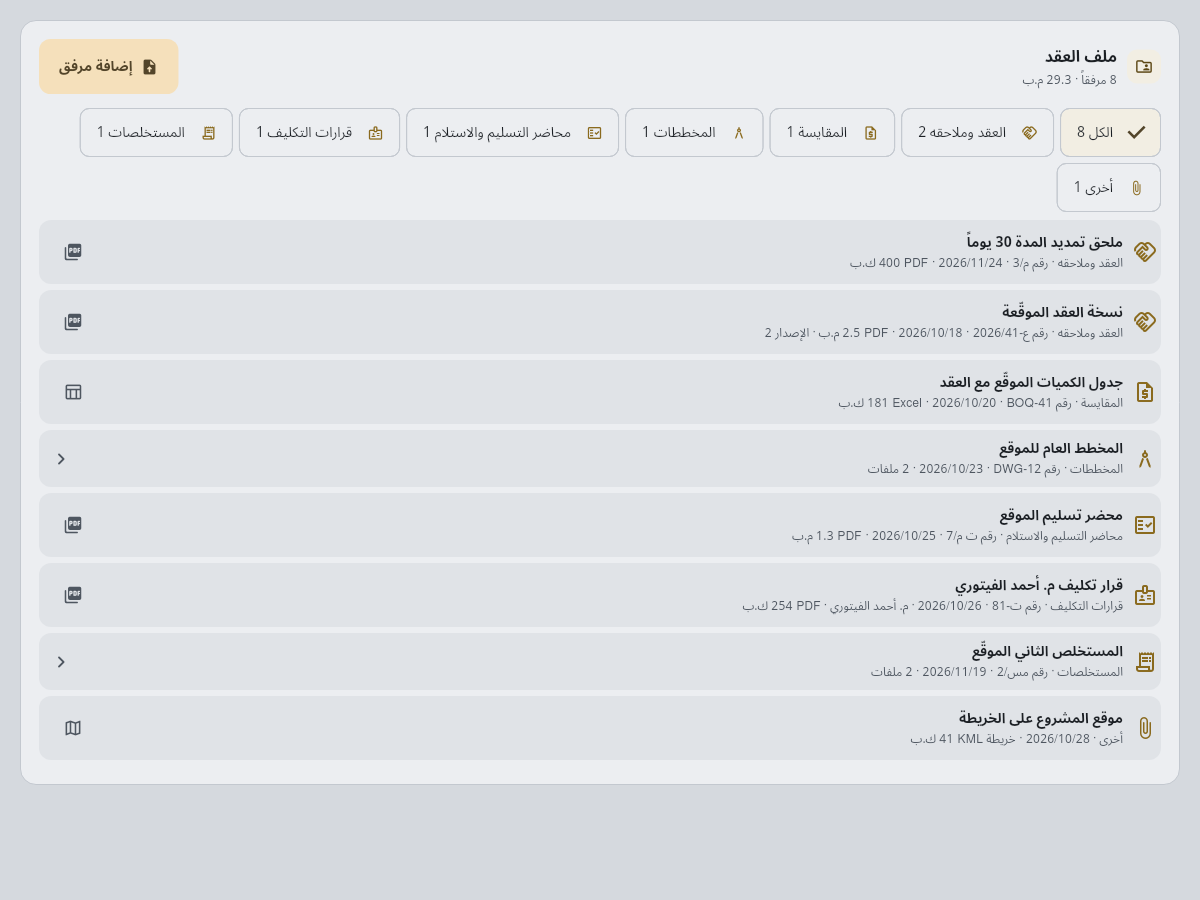 ملف العقد
8 مرفقاً · 29.3 م.ب
إضافة مرفق
الكل 8
العقد وملاحقه 2
المقايسة 1
المخططات 1
محاضر التسليم والاستلام 1
قرارات التكليف 1
المستخلصات 1
أخرى 1
ملحق تمديد المدة 30 يوماً
العقد وملاحقه · رقم م/3 · 2026/11/24 · PDF 400 ك.ب
PDF
نسخة العقد الموقّعة
العقد وملاحقه · رقم ع-2026/41 · 2026/10/18 · PDF 2.5 م.ب · الإصدار 2
PDF
جدول الكميات الموقّع مع العقد
المقايسة · رقم BOQ-41 · 2026/10/20 · Excel 181 ك.ب
المخطط العام للموقع
المخططات · رقم DWG-12 · 2026/10/23 · 2 ملفات
محضر تسليم الموقع
محاضر التسليم والاستلام · رقم ت م/7 · 2026/10/25 · PDF 1.3 م.ب
PDF
قرار تكليف م. أحمد الفيتوري
قرارات التكليف · رقم ت-81 · 2026/10/26 · م. أحمد الفيتوري · PDF 254 ك.ب
PDF
المستخلص الثاني الموقّع
المستخلصات · رقم مس/2 · 2026/11/19 · 2 ملفات
موقع المشروع على الخريطة
أخرى · 2026/10/28 · خريطة KML 41 ك.ب